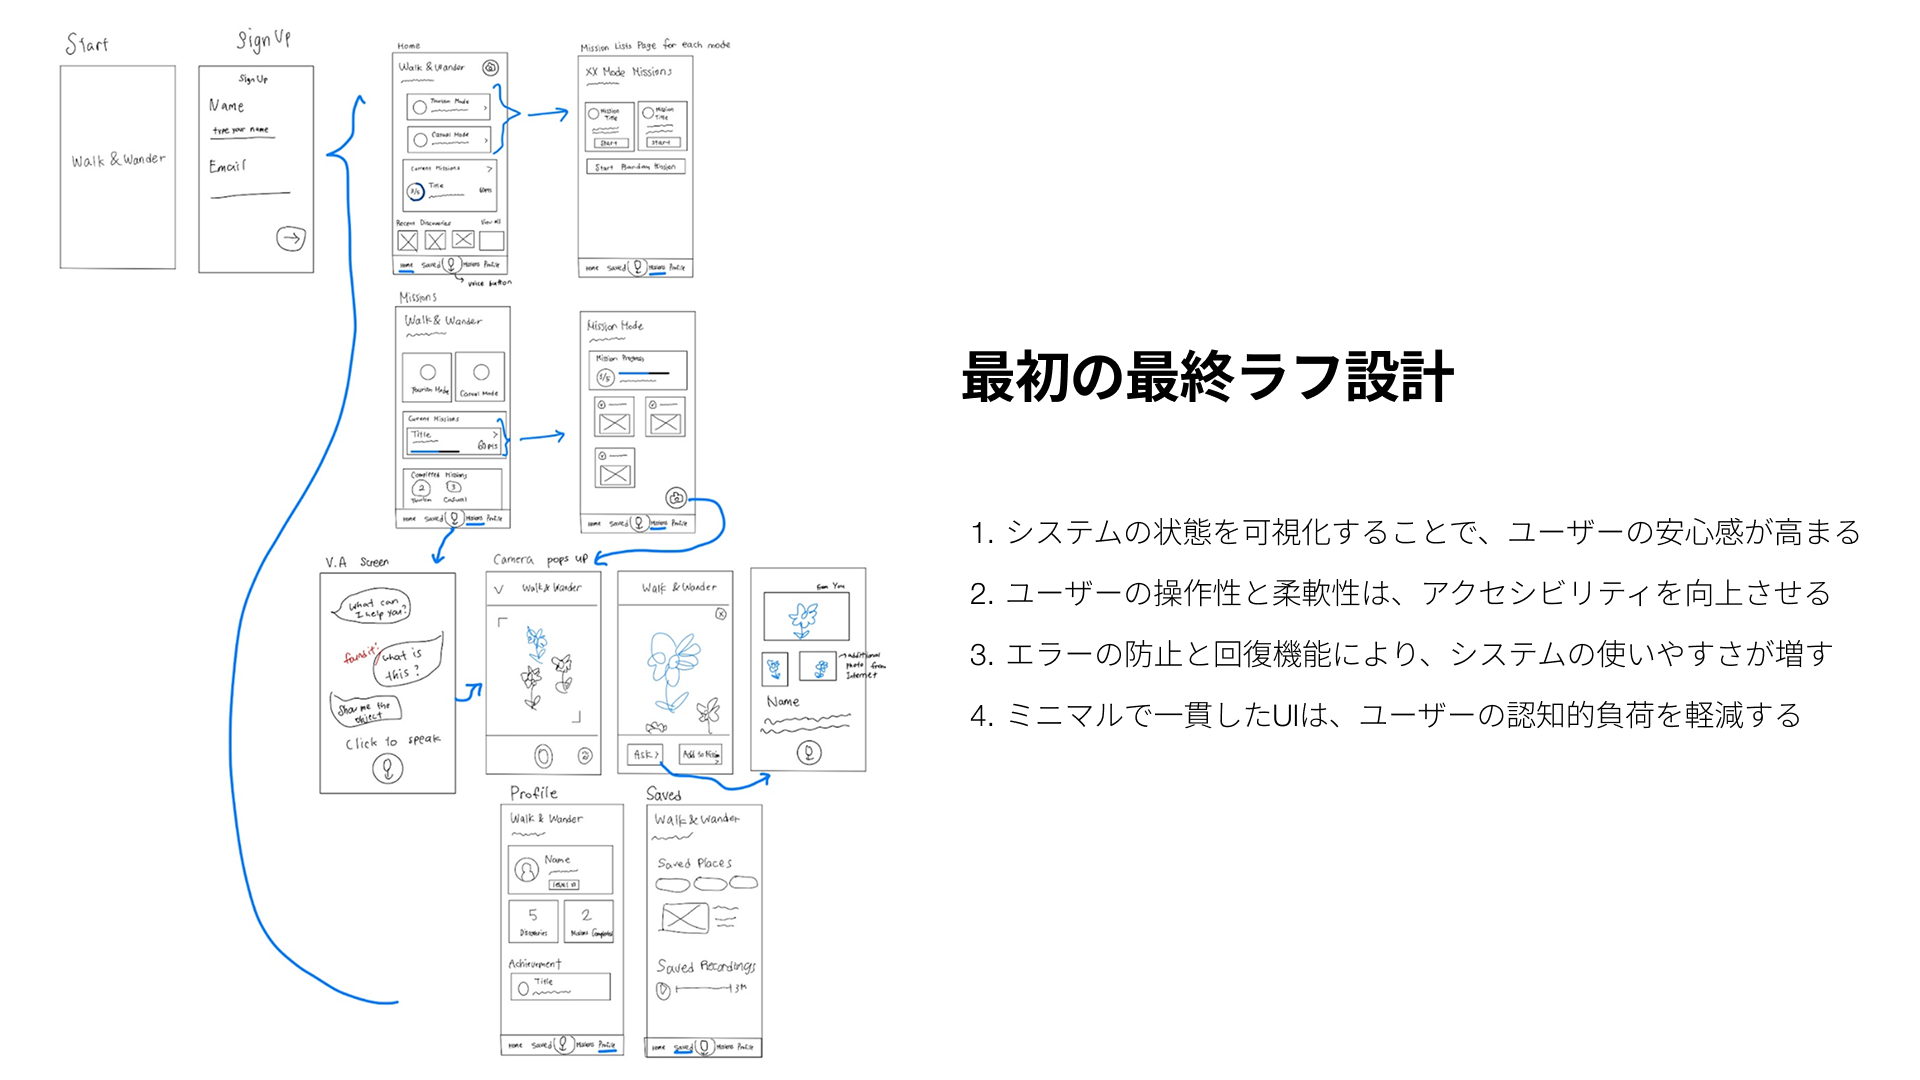 Start
Sign Up
Walk & Wander
Sign Up
Name
type your name
Email
Home
Walk & Wander
Tourism Mode
Casual Mode
Current Missions
3/5
Title
60pts
Recent Discoveries
View All
Home Saved Missions Profile
voice button
Mission Lists Page for each mode
XX Mode Missions
Mission Title
Start
Mission Title
Start
Start Random Mission
Home Saved Missions Profile
Missions
Walk & Wander
Tourism Mode
Casual Mode
Current Missions
Title
60pts
Completed Missions
2
3
Tourism
Casual
Home Saved Missions Profile
Mission Mode
Mission Progress
3/5
Home Saved Missions Profile
V.A Screen
What can I help you?
What is this?
Show me the object
Click to speak
Camera pops up
Walk & Wander
Walk & Wander
Ask >
from You
→ additional photo from Internet
Name
Profile
Walk & Wander
Name
Level 10
5
Discoveries
2
Missions Completed
Achievement
Title
Home Saved Missions Profile
Saved
Walk & Wander
Saved Places
Saved Recordings
Home Saved Missions Profile
最初の最終ラフ設計
1. システムの状態を可視化することで、ユーザーの安心感が高まる
2. ユーザーの操作性と柔軟性は、アクセシビリティを向上させる
3. エラーの防止と回復機能により、システムの使いやすさが増す
4. ミニマルで一貫したUIは、ユーザーの認知的負荷を軽減する